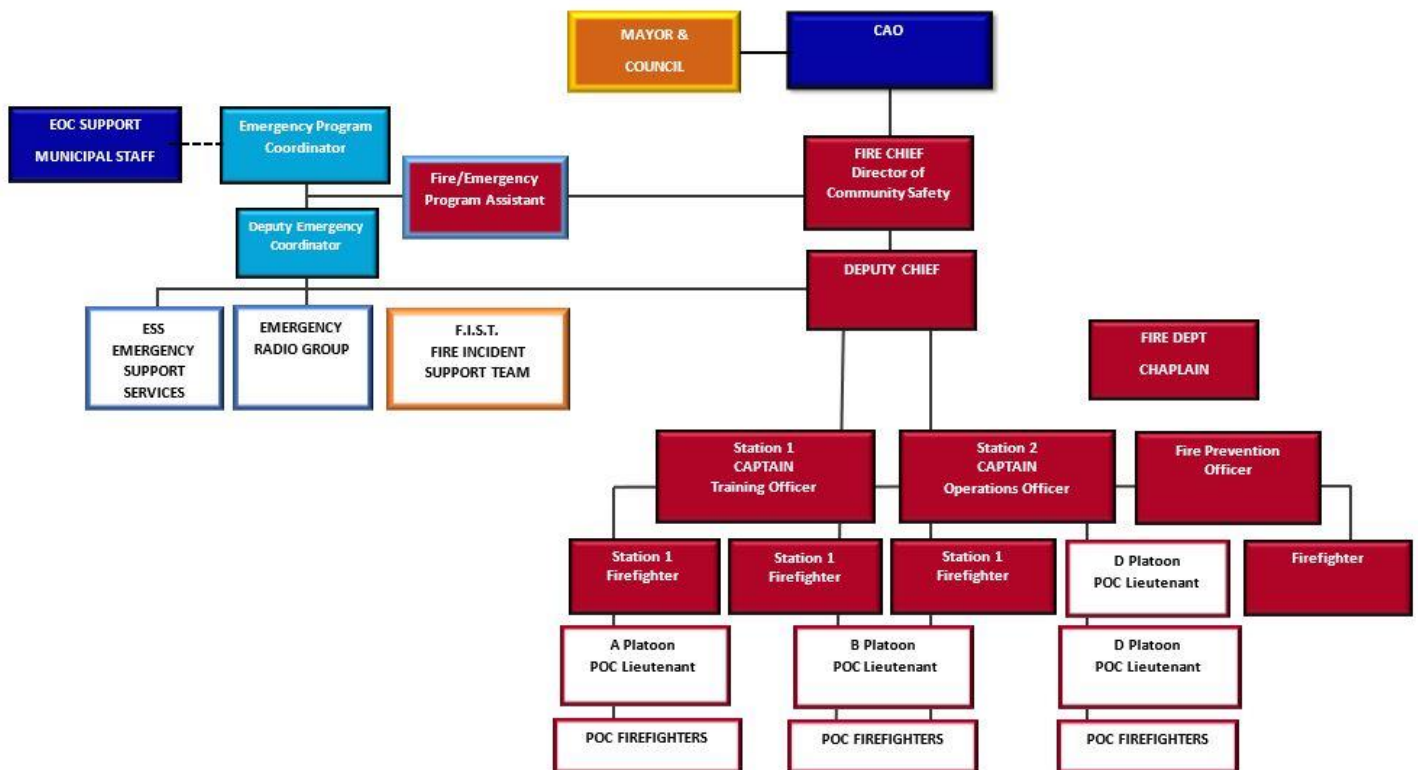 MAYOR &
COUNCIL
CAO
EOC SUPPORT
MUNICIPAL STAFF
Emergency Program
Coordinator
Fire/Emergency
Program Assistant
FIRE CHIEF
Director of
Community Safety
Deputy Emergency
Coordinator
DEPUTY CHIEF
ESS
EMERGENCY
SUPPORT
SERVICES
EMERGENCY
RADIO GROUP
F.I.S.T.
FIRE INCIDENT
SUPPORT TEAM
FIRE DEPT
CHAPLAIN
Station 1
CAPTAIN
Training Officer
Station 2
CAPTAIN
Operations Officer
Fire Prevention
Officer
Station 1
Firefighter
Station 1
Firefighter
Station 1
Firefighter
D Platoon
POC Lieutenant
Firefighter
A Platoon
POC Lieutenant
B Platoon
POC Lieutenant
D Platoon
POC Lieutenant
POC FIREFIGHTERS
POC FIREFIGHTERS
POC FIREFIGHTERS